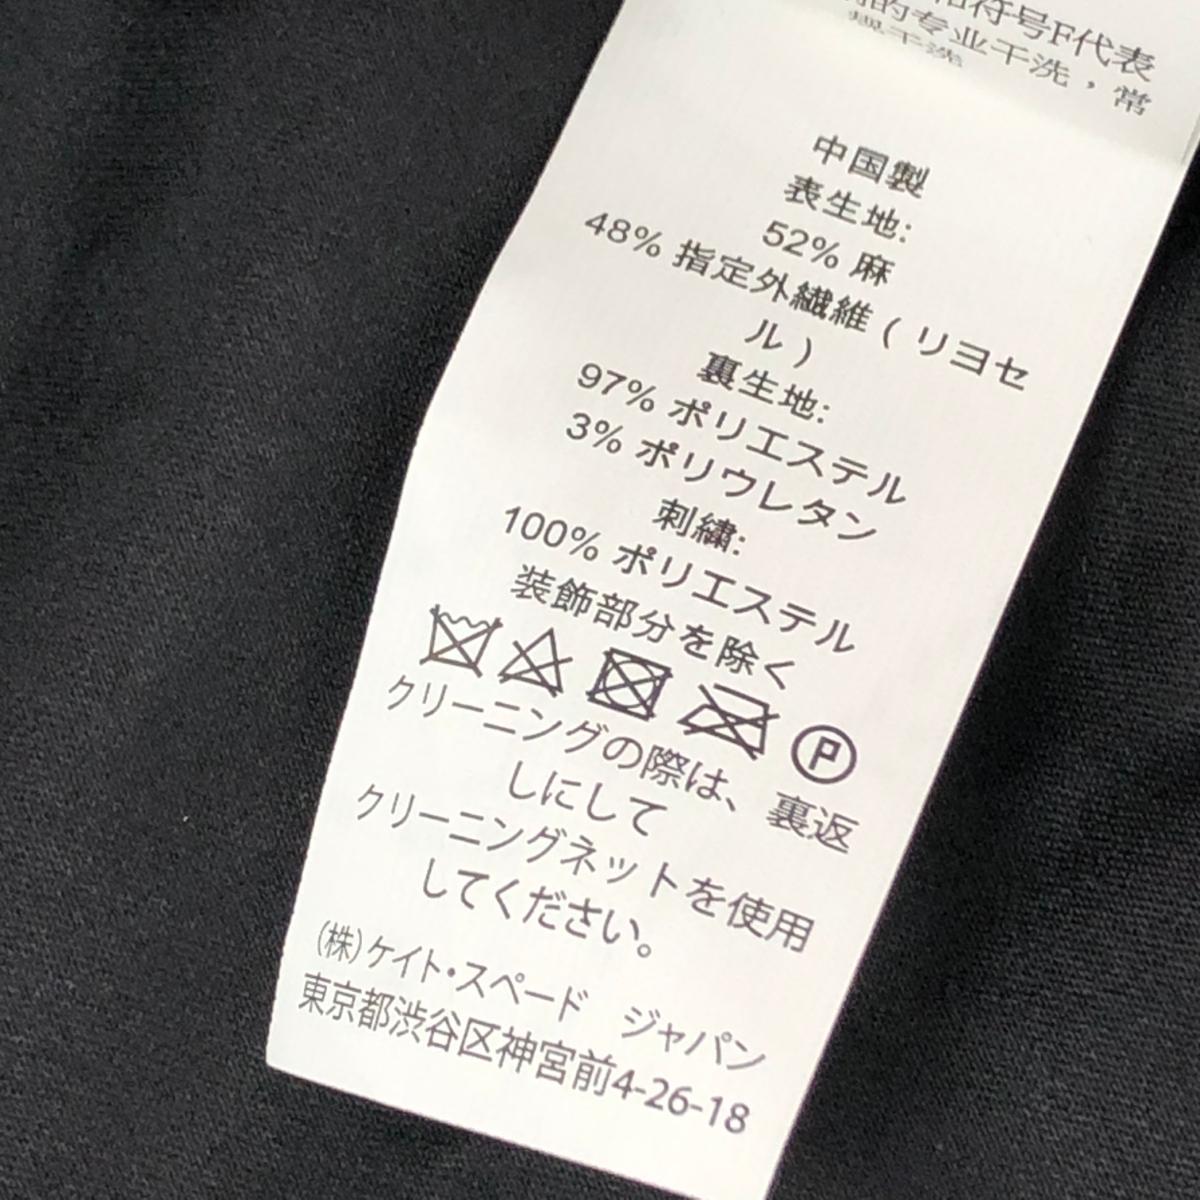 符号F代表
的专业干洗，常
规干洗
中国製
表生地:
52% 麻
48% 指定外繊維 ( リヨセ
ル )
裏生地:
97% ポリエステル
3% ポリウレタン
刺繍:
100% ポリエステル
装飾部分を除く
P
クリーニングの際は、裏返
しにして
クリーニングネットを使用
してください。
(株)ケイト・スペード ジャパン
東京都渋谷区神宮前4-26-18